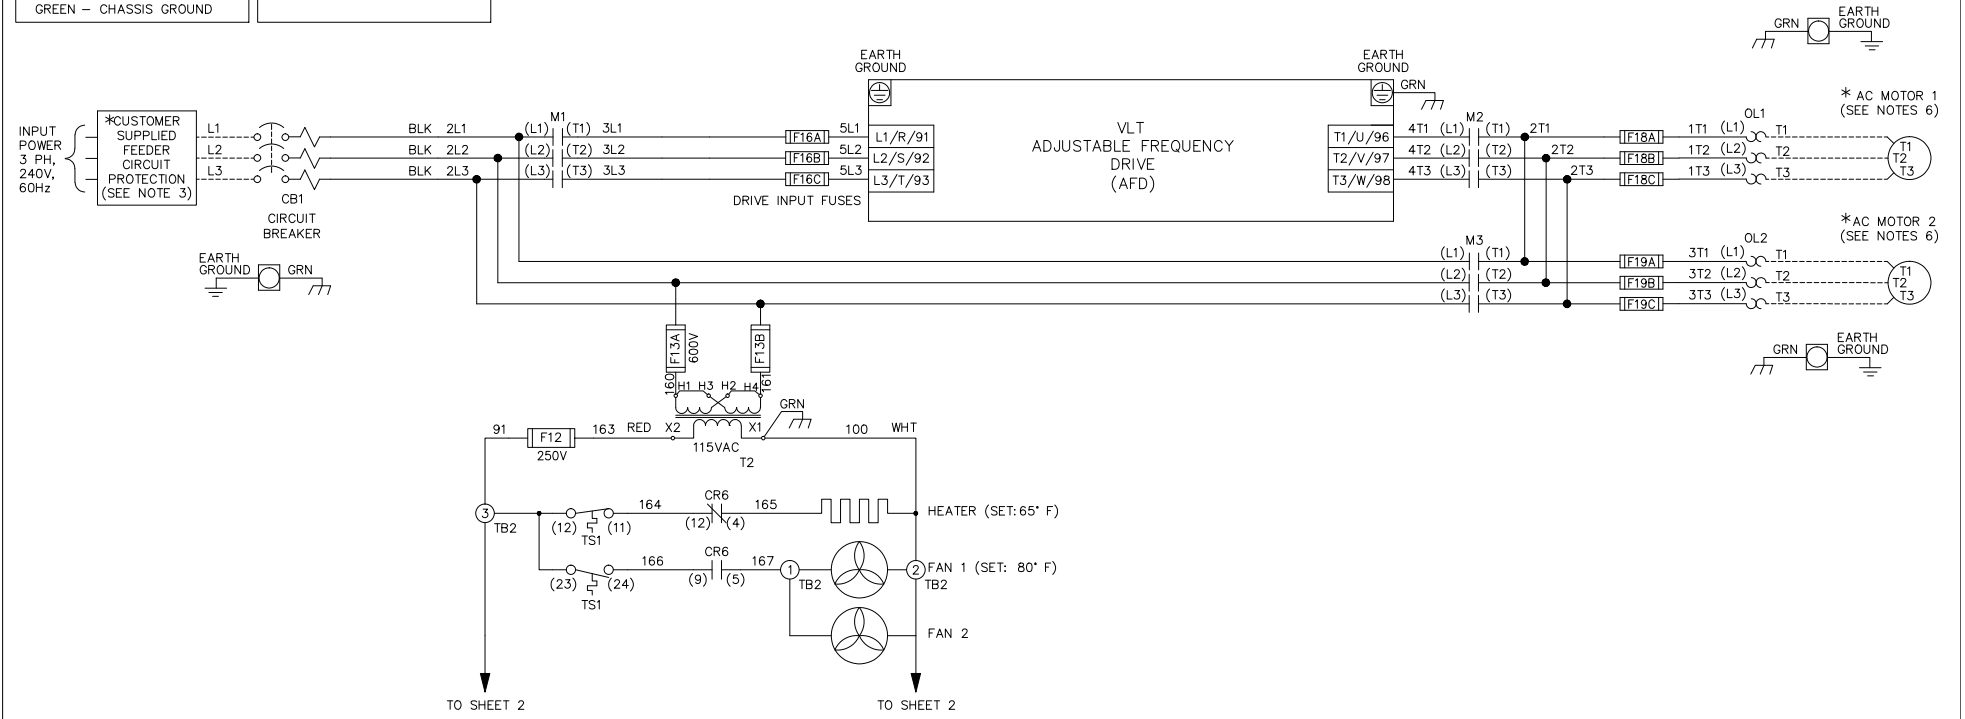 GREEN – CHASSIS GROUND
GRN
EARTH
GROUND
INPUT
POWER
3 PH,
240V,
60Hz
*CUSTOMER
SUPPLIED
FEEDER
CIRCUIT
PROTECTION
(SEE NOTE 3)
L1
L2
L3
CB1
CIRCUIT
BREAKER
BLK 2L1
BLK 2L2
BLK 2L3
M1
(L1) (T1) 3L1
(L2) (T2) 3L2
(L3) (T3) 3L3
F16A 5L1
F16B 5L2
F16C 5L3
DRIVE INPUT FUSES
EARTH
GROUND
L1/R/91
L2/S/92
L3/T/93
VLT
ADJUSTABLE FREQUENCY
DRIVE
(AFD)
EARTH
GROUND
GRN
T1/U/96
T2/V/97
T3/W/98
M2
4T1 (L1) (T1) 2T1
4T2 (L2) (T2) 2T2
4T3 (L3) (T3) 2T3
OL1
F18A 1T1 (L1) T1
F18B 1T2 (L2) T2
F18C 1T3 (L3) T3
* AC MOTOR 1
(SEE NOTES 6)
T1
T2
T3
EARTH
GROUND
GRN
M3
(L1) (T1)
(L2) (T2)
(L3) (T3)
OL2
F19A 3T1 (L1) T1
F19B 3T2 (L2) T2
F19C 3T3 (L3) T3
* AC MOTOR 2
(SEE NOTES 6)
T1
T2
T3
GRN
EARTH
GROUND
F13A
600V
F13B
160
161
H1 H3 H2 H4
GRN
91
F12
250V
163 RED X2
X1
115VAC
T2
100 WHT
3
TB2
(12) (11)
TS1
164
CR6
(12) (4)
165
HEATER (SET:65° F)
(23) (24)
TS1
166
CR6
(9) (5)
167
1
TB2
2
TB2
FAN 1 (SET: 80° F)
FAN 2
TO SHEET 2
TO SHEET 2